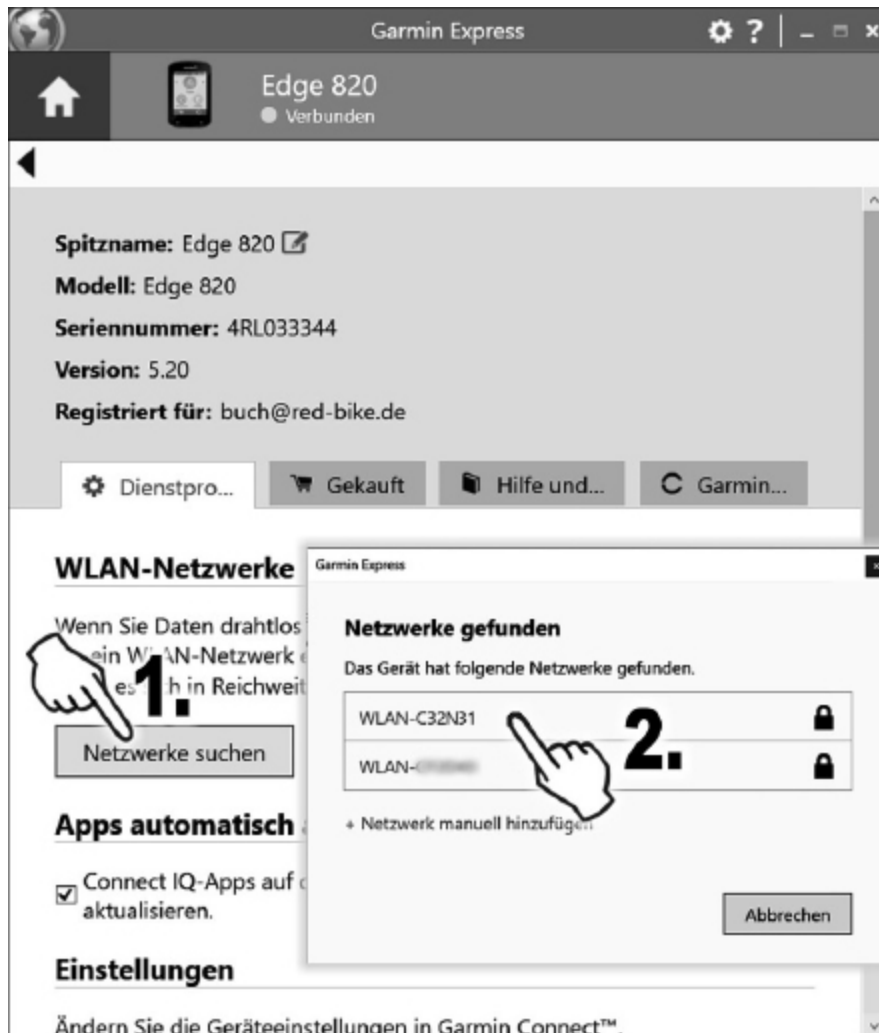 Garmin Express
Edge 820
Verbunden
Spitzname: Edge 820
Modell: Edge 820
Seriennummer: 4RL033344
Version: 5.20
Registriert für: buch@red-bike.de
Dienstpro... Gekauft Hilfe und... Garmin...
WLAN-Netzwerke
Wenn Sie Daten drahtlos
ein WLAN-Netzwerk
es sich in Reichweit
1.
Netzwerke suchen
Apps automatisch
Connect IQ-Apps auf
aktualisieren.
Einstellungen
Ändern Sie die Geräteeinstellungen in Garmin Connect™.
Garmin Express
Netzwerke gefunden
Das Gerät hat folgende Netzwerke gefunden.
WLAN-C32N31
WLAN-
2.
+ Netzwerk manuell hinzufügen
Abbrechen